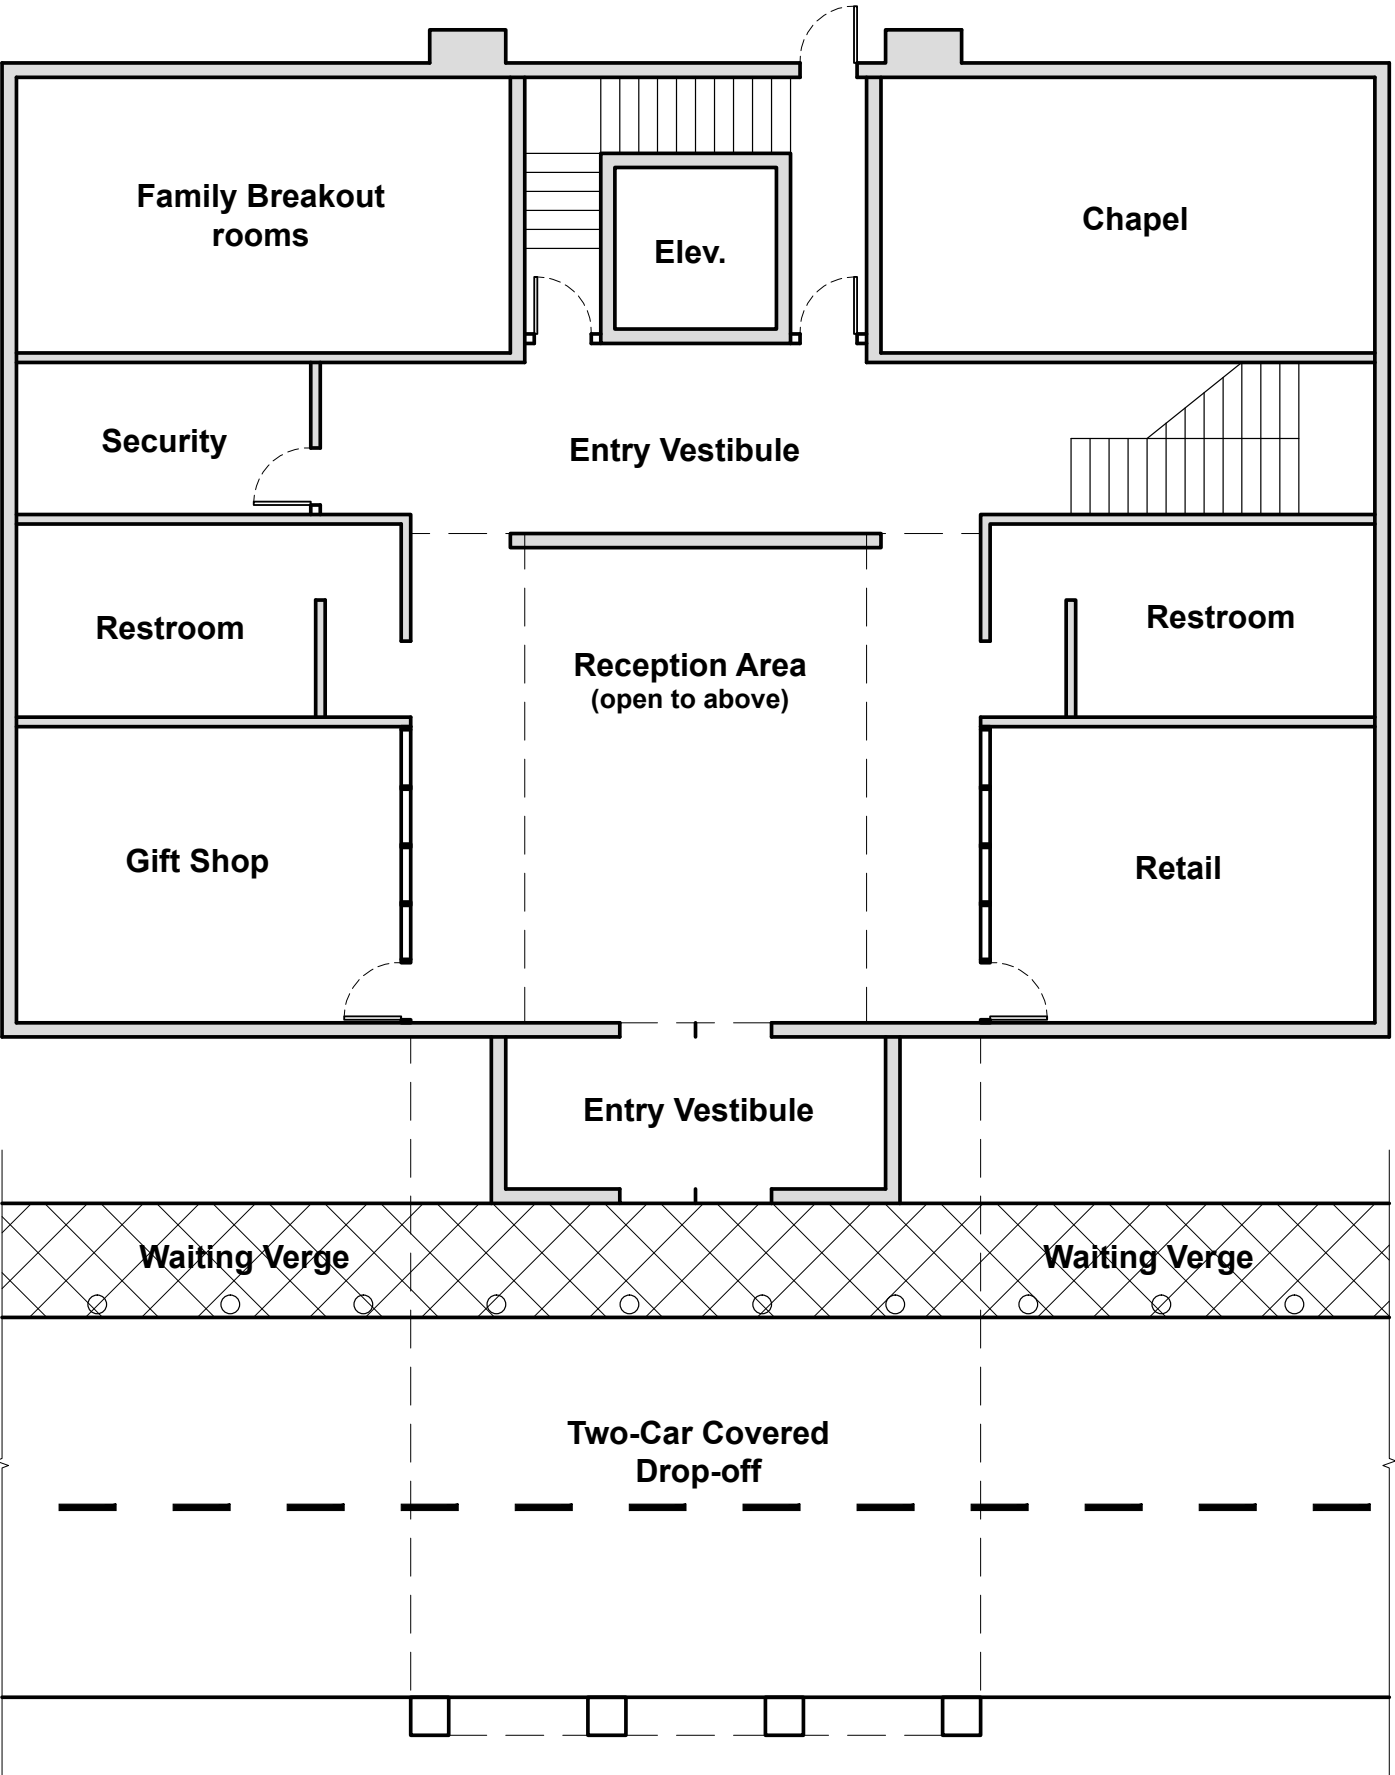 Family Breakout
rooms
Elev.
Chapel
Security
Entry Vestibule
Restroom
Reception Area
(open to above)
Restroom
Gift Shop
Retail
Entry Vestibule
Waiting Verge
Waiting Verge
Two-Car Covered
Drop-off